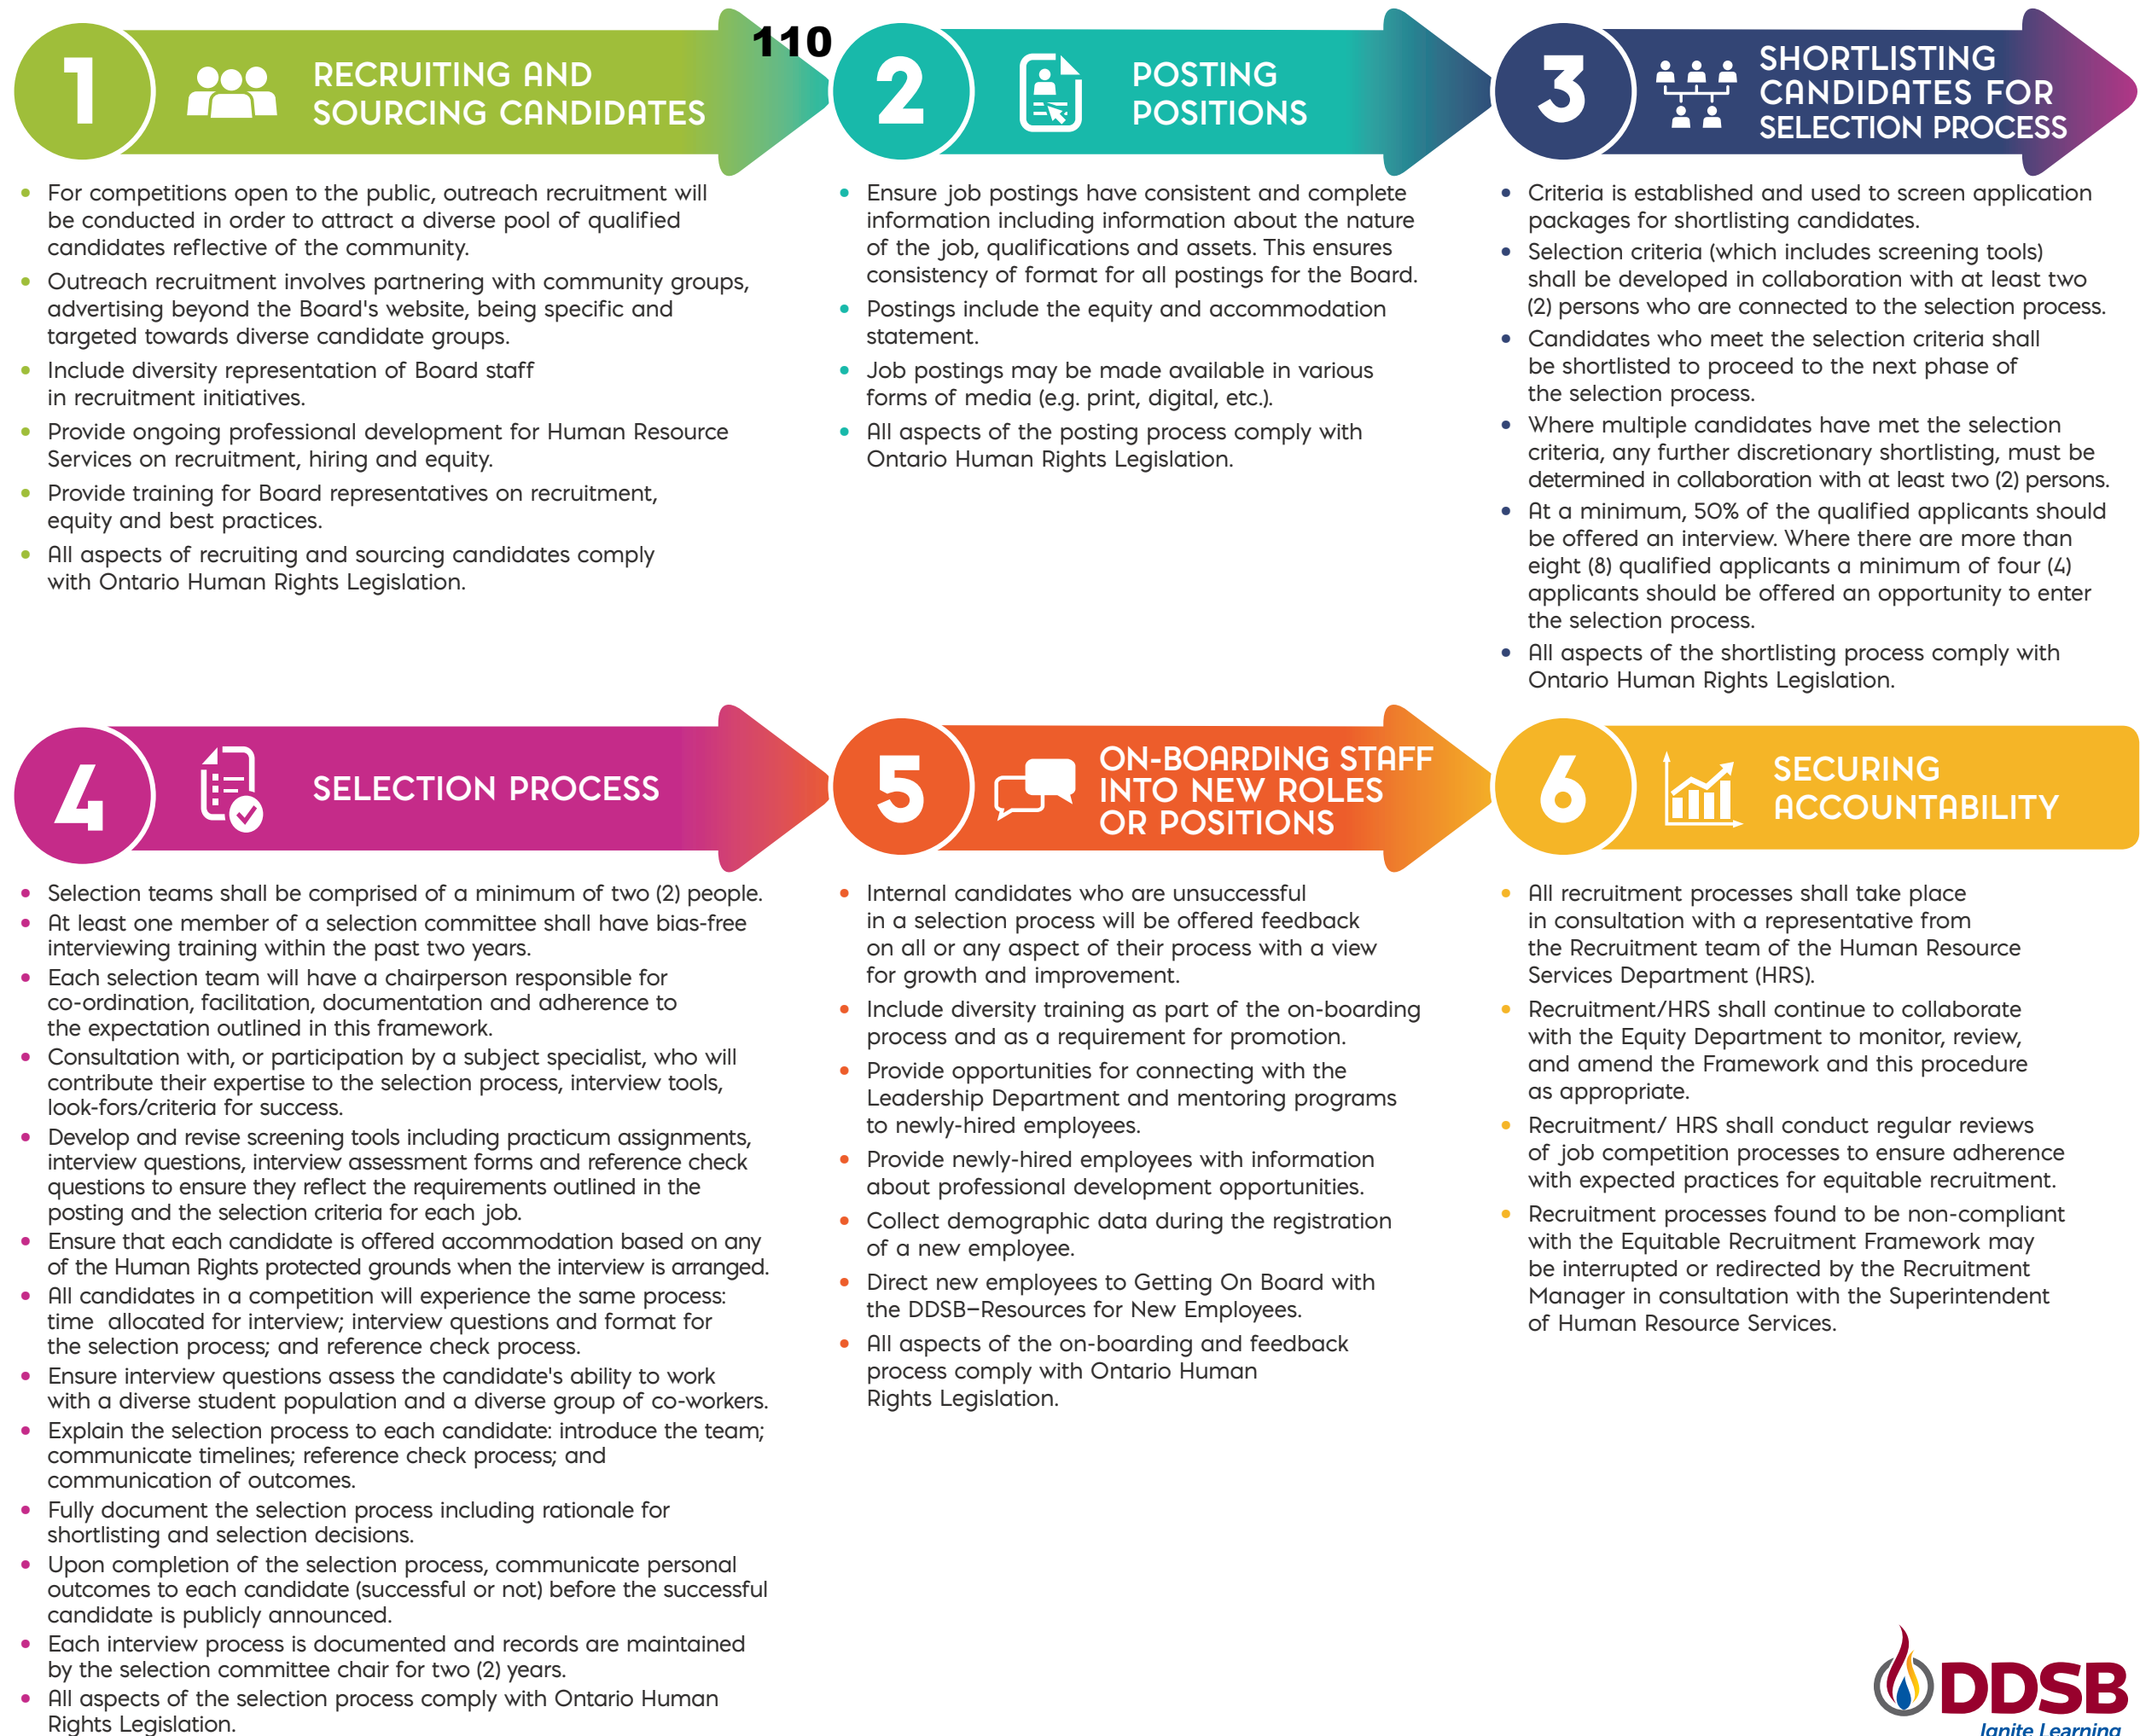 110
1
RECRUITING AND
SOURCING CANDIDATES
• For competitions open to the public, outreach recruitment will
be conducted in order to attract a diverse pool of qualified
candidates reflective of the community.
• Outreach recruitment involves partnering with community groups,
advertising beyond the Board's website, being specific and
targeted towards diverse candidate groups.
• Include diversity representation of Board staff
in recruitment initiatives.
• Provide ongoing professional development for Human Resource
Services on recruitment, hiring and equity.
• Provide training for Board representatives on recruitment,
equity and best practices.
• All aspects of recruiting and sourcing candidates comply
with Ontario Human Rights Legislation.
2
POSTING
POSITIONS
• Ensure job postings have consistent and complete
information including information about the nature
of the job, qualifications and assets. This ensures
consistency of format for all postings for the Board.
• Postings include the equity and accommodation
statement.
• Job postings may be made available in various
forms of media (e.g. print, digital, etc.).
• All aspects of the posting process comply with
Ontario Human Rights Legislation.
3
SHORTLISTING
CANDIDATES FOR
SELECTION PROCESS
• Criteria is established and used to screen application
packages for shortlisting candidates.
• Selection criteria (which includes screening tools)
shall be developed in collaboration with at least two
(2) persons who are connected to the selection process.
• Candidates who meet the selection criteria shall
be shortlisted to proceed to the next phase of
the selection process.
• Where multiple candidates have met the selection
criteria, any further discretionary shortlisting, must be
determined in collaboration with at least two (2) persons.
• At a minimum, 50% of the qualified applicants should
be offered an interview. Where there are more than
eight (8) qualified applicants a minimum of four (4)
applicants should be offered an opportunity to enter
the selection process.
• All aspects of the shortlisting process comply with
Ontario Human Rights Legislation.
4
SELECTION PROCESS
• Selection teams shall be comprised of a minimum of two (2) people.
• At least one member of a selection committee shall have bias-free
interviewing training within the past two years.
• Each selection team will have a chairperson responsible for
co-ordination, facilitation, documentation and adherence to
the expectation outlined in this framework.
• Consultation with, or participation by a subject specialist, who will
contribute their expertise to the selection process, interview tools,
look-fors/criteria for success.
• Develop and revise screening tools including practicum assignments,
interview questions, interview assessment forms and reference check
questions to ensure they reflect the requirements outlined in the
posting and the selection criteria for each job.
• Ensure that each candidate is offered accommodation based on any
of the Human Rights protected grounds when the interview is arranged.
• All candidates in a competition will experience the same process:
time allocated for interview; interview questions and format for
the selection process; and reference check process.
• Ensure interview questions assess the candidate's ability to work
with a diverse student population and a diverse group of co-workers.
• Explain the selection process to each candidate: introduce the team;
communicate timelines; reference check process; and
communication of outcomes.
• Fully document the selection process including rationale for
shortlisting and selection decisions.
• Upon completion of the selection process, communicate personal
outcomes to each candidate (successful or not) before the successful
candidate is publicly announced.
• Each interview process is documented and records are maintained
by the selection committee chair for two (2) years.
• All aspects of the selection process comply with Ontario Human
Rights Legislation.
5
ON-BOARDING STAFF
INTO NEW ROLES
OR POSITIONS
• Internal candidates who are unsuccessful
in a selection process will be offered feedback
on all or any aspect of their process with a view
for growth and improvement.
• Include diversity training as part of the on-boarding
process and as a requirement for promotion.
• Provide opportunities for connecting with the
Leadership Department and mentoring programs
to newly-hired employees.
• Provide newly-hired employees with information
about professional development opportunities.
• Collect demographic data during the registration
of a new employee.
• Direct new employees to Getting On Board with
the DDSB–Resources for New Employees.
• All aspects of the on-boarding and feedback
process comply with Ontario Human
Rights Legislation.
6
SECURING
ACCOUNTABILITY
• All recruitment processes shall take place
in consultation with a representative from
the Recruitment team of the Human Resource
Services Department (HRS).
• Recruitment/HRS shall continue to collaborate
with the Equity Department to monitor, review,
and amend the Framework and this procedure
as appropriate.
• Recruitment/ HRS shall conduct regular reviews
of job competition processes to ensure adherence
with expected practices for equitable recruitment.
• Recruitment processes found to be non-compliant
with the Equitable Recruitment Framework may
be interrupted or redirected by the Recruitment
Manager in consultation with the Superintendent
of Human Resource Services.
DDSB
Ignite Learning